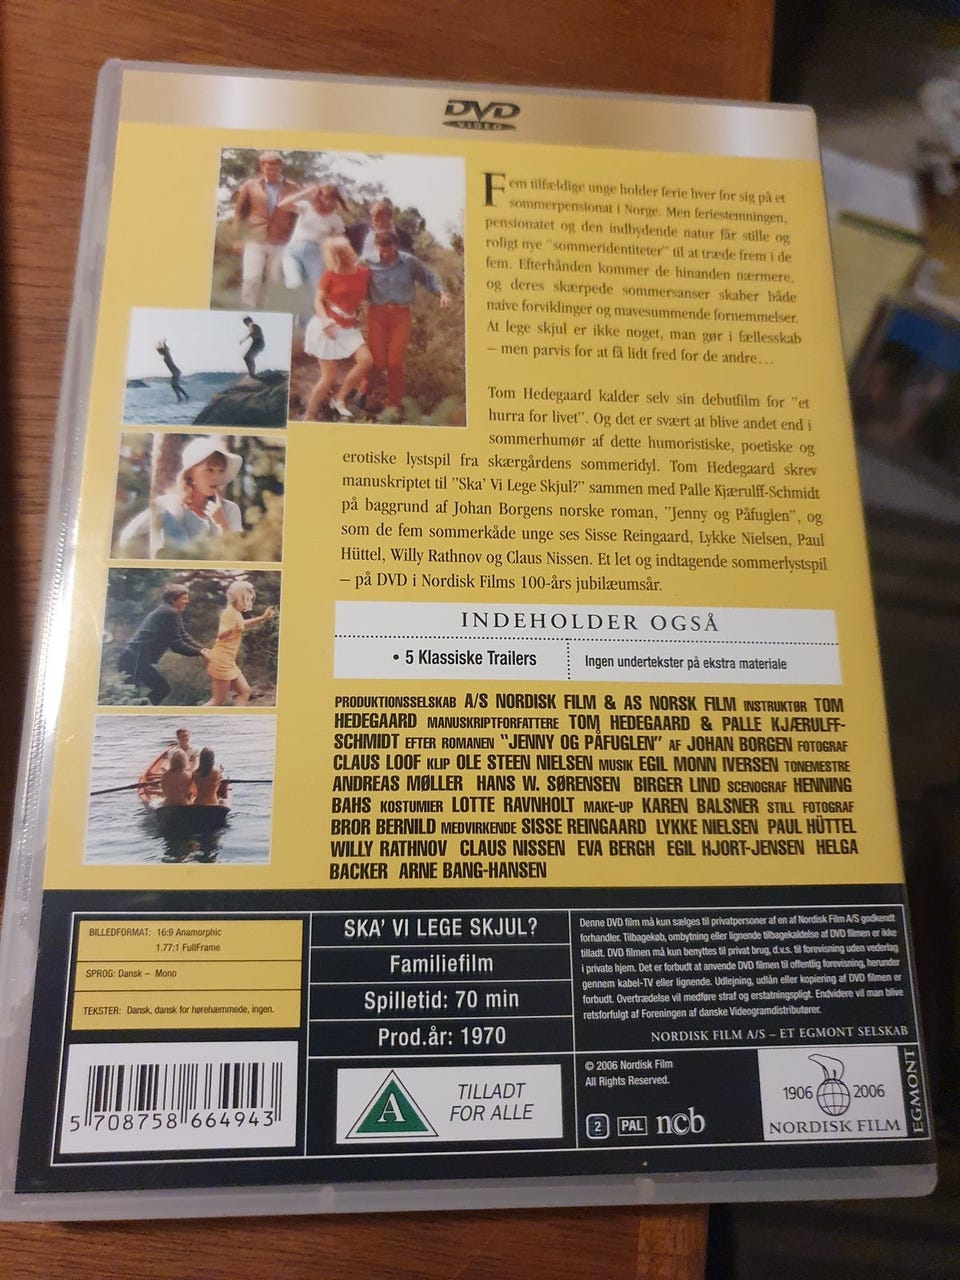 DVD
VIDEO
Fem tilfældige unge holder ferie hver for sig på et
sommerpensionat i Norge. Men feriestemningen,
pensionatet og den indbydende natur får stille og
roligt nye "sommeridentiteter" til at træde frem i de
fem. Efterhånden kommer de hinanden nærmere,
og deres skærpede sommersanser skaber både
naive forviklinger og mavesummende fornemmelser.
At lege skjul er ikke noget, man gør i fællesskab
– men parvis for at få lidt fred for de andre...
Tom Hedegaard kalder selv sin debutfilm for "et
hurra for livet". Og det er svært at blive andet end i
sommerhumør af dette humoristiske, poetiske og
erotiske lystspil fra skærgårdens sommeridyl. Tom Hedegaard skrev
manuskriptet til "Ska' Vi Lege Skjul?" sammen med Palle Kjærulff-Schmidt
på baggrund af Johan Borgens norske roman, "Jenny og Påfuglen", og
som de fem sommerkåde unge ses Sisse Reingaard, Lykke Nielsen, Paul
Hüttel, Willy Rathnov og Claus Nissen. Et let og indtagende sommerlystspil
– på DVD i Nordisk Films 100-års jubilæumsår.
INDEHOLDER OGSÅ
• 5 Klassiske Trailers
Ingen undertekster på ekstra materiale
PRODUKTIONSSELSKAB A/S NORDISK FILM & AS NORSK FILM INSTRUKTØR TOM
HEDEGAARD MANUSKRIPTFORFATTERE TOM HEDEGAARD & PALLE KJÆRULFF-
SCHMIDT EFTER ROMANEN "JENNY OG PÅFUGLEN" AF JOHAN BORGEN FOTOGRAF
CLAUS LOOF KLIP OLE STEEN NIELSEN MUSIK EGIL MONN IVERSEN TONEMESTRE
ANDREAS MØLLER HANS W. SØRENSEN BIRGER LIND SCENOGRAF HENNING
BAHS KOSTUMIER LOTTE RAVNHOLT MAKE-UP KAREN BALSNER STILL FOTOGRAF
BROR BERNILD MEDVIRKENDE SISSE REINGAARD LYKKE NIELSEN PAUL HÜTTEL
WILLY RATHNOV CLAUS NISSEN EVA BERGH EGIL HJORT-JENSEN HELGA
BACKER ARNE BANG-HANSEN
BILLEDFORMAT: 16:9 Anamorphic
1.77:1 FullFrame
SPROG: Dansk – Mono
TEKSTER: Dansk, dansk for hørehæmmede, ingen.
5 708758 664943
SKA' VI LEGE SKJUL?
Familiefilm
Spilletid: 70 min
Prod.år: 1970
A
TILLADT
FOR ALLE
Denne DVD film må kun sælges til privatpersoner af en af Nordisk Film A/S godkendt
forhandler. Tilbagekøb, ombytning eller lignende tilbagekaldelse af DVD filmen er ikke
tilladt. DVD filmen må kun benyttes til privat brug, d.v.s. til forevisning uden vederlag
i private hjem. Det er forbudt at anvende DVD filmen til offentlig forevisning, herunder
gennem kabel-TV eller lignende. Udlejning, udlån eller kopiering af DVD filmen er
forbudt. Overtrædelse vil medføre straf og erstatningspligt. Endvidere vil man blive
retsforfulgt af Foreningen af danske Videogramdistributører.
NORDISK FILM A/S – ET EGMONT SELSKAB
© 2006 Nordisk Film
All Rights Reserved.
2 PAL ncb
1906 2006
NORDISK FILM
EGMONT